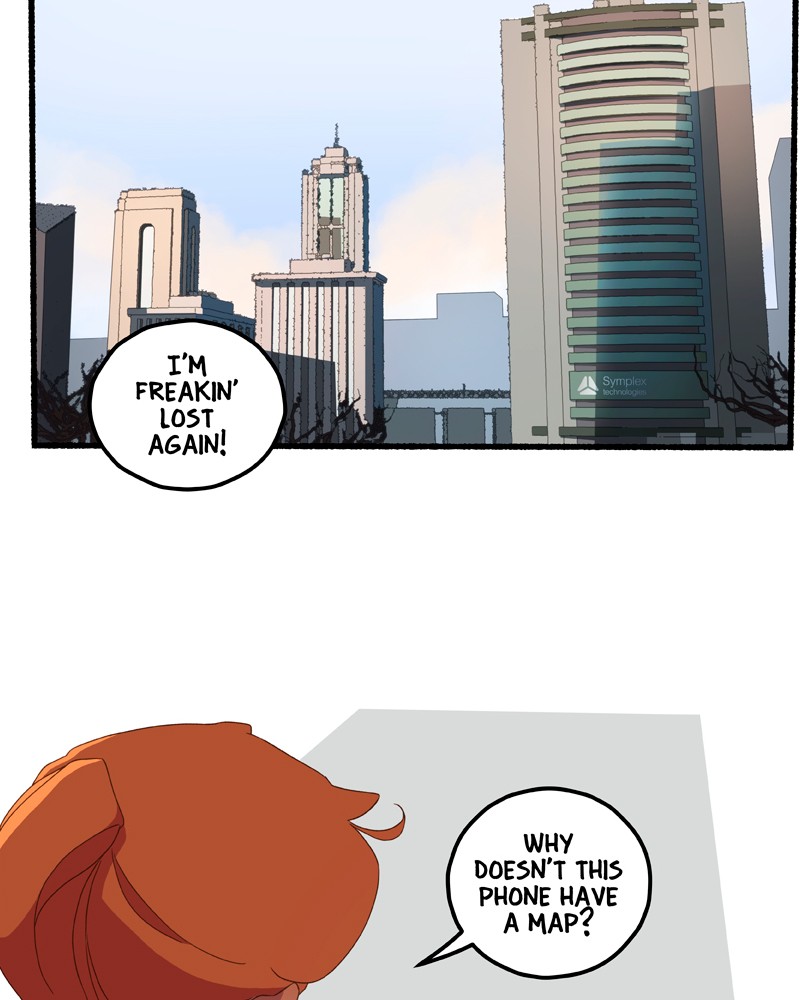 Symplex
technologies
I'M
FREAKIN'
LOST
AGAIN!
WHY
DOESN'T THIS
PHONE HAVE
A MAP?